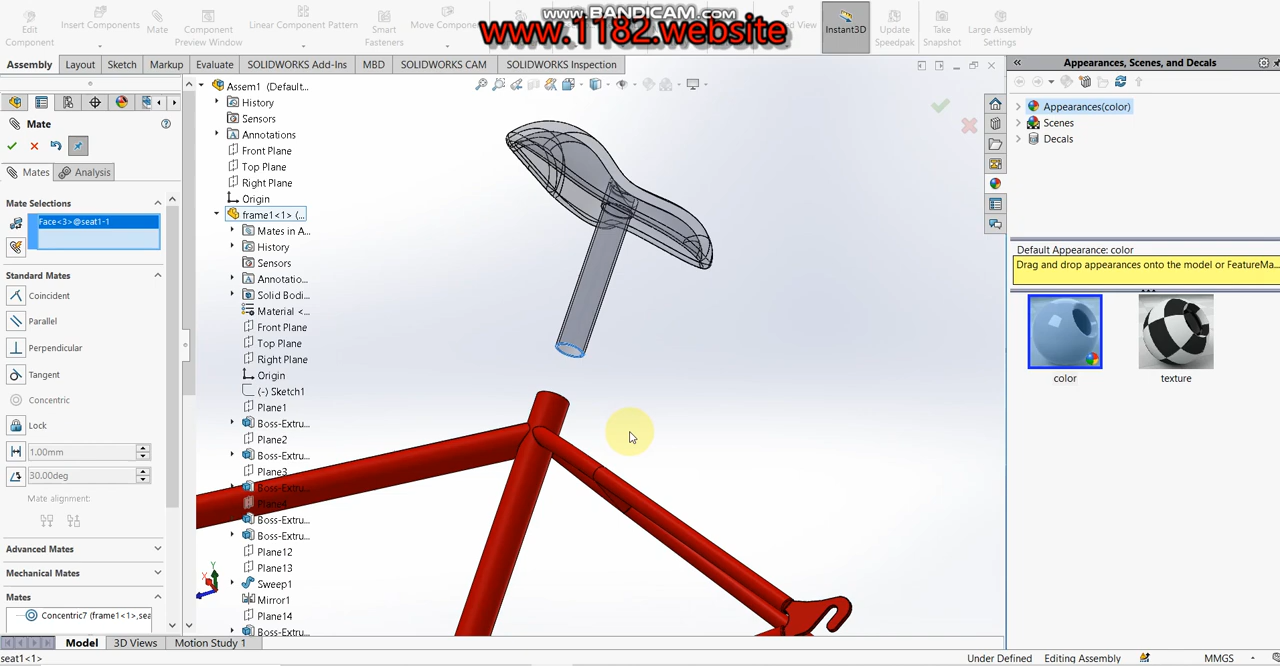 www.BANDICAM.com
www.1182.website
Edit Component
Insert Components
Mate
Component Preview Window
Linear Component Pattern
Smart Fasteners
Move Component
Instant3D
Update Speedpak
Take Snapshot
Large Assembly Settings
Assembly
Layout
Sketch
Markup
Evaluate
SOLIDWORKS Add-Ins
MBD
SOLIDWORKS CAM
SOLIDWORKS Inspection
Mate
Mates
Analysis
Mate Selections
Face<3>@seat1-1
Standard Mates
Coincident
Parallel
Perpendicular
Tangent
Concentric
Lock
1.00mm
30.00deg
Mate alignment:
Advanced Mates
Mechanical Mates
Mates
Concentric7 (frame1<1>,sea
Assem1 (Default...
History
Sensors
Annotations
Front Plane
Top Plane
Right Plane
Origin
frame1<1> (...
Mates in A...
History
Sensors
Annotatio...
Solid Bodi...
Material <...
Front Plane
Top Plane
Right Plane
Origin
(-) Sketch1
Plane1
Boss-Extru...
Plane2
Boss-Extru...
Plane3
Boss-Extru...
Plane4
Boss-Extru...
Boss-Extru...
Plane12
Plane13
Sweep1
Mirror1
Plane14
Boss-Extru...
Appearances, Scenes, and Decals
Appearances(color)
Scenes
Decals
Default Appearance: color
Drag and drop appearances onto the model or FeatureMa...
color
texture
Model
3D Views
Motion Study 1
seat1<1>
Under Defined
Editing Assembly
MMGS